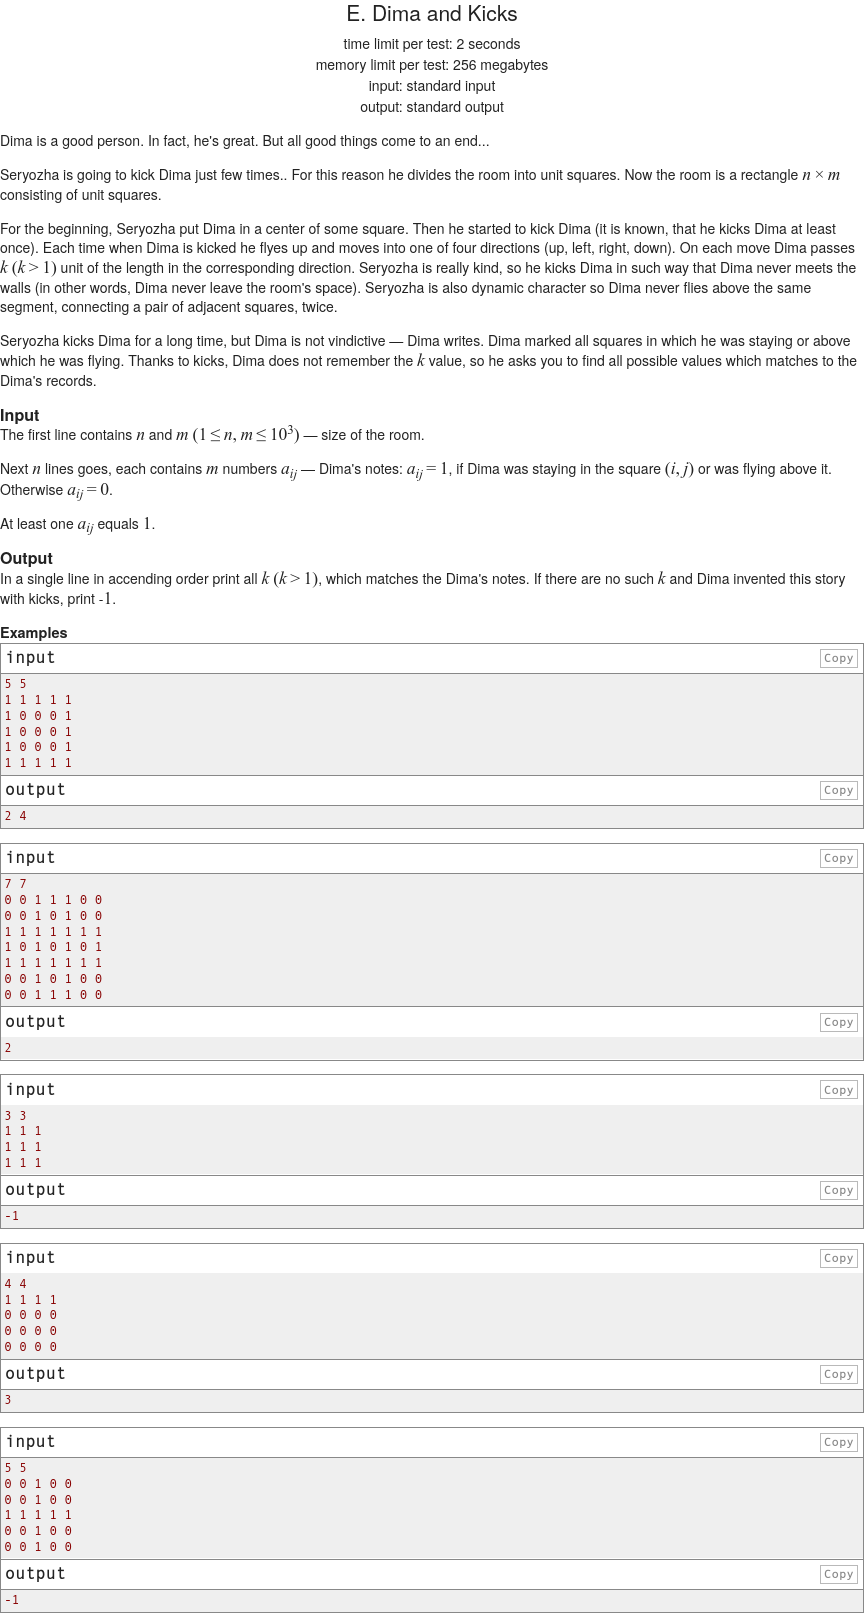 E. Dima and Kicks
time limit per test: 2 seconds
memory limit per test: 256 megabytes
input: standard input
output: standard output
Dima is a good person. In fact, he's great. But all good things come to an end...
Seryozha is going to kick Dima just few times.. For this reason he divides the room into unit squares. Now the room is a rectangle n × m
consisting of unit squares.
For the beginning, Seryozha put Dima in a center of some square. Then he started to kick Dima (it is known, that he kicks Dima at least
once). Each time when Dima is kicked he flyes up and moves into one of four directions (up, left, right, down). On each move Dima passes
k (k > 1) unit of the length in the corresponding direction. Seryozha is really kind, so he kicks Dima in such way that Dima never meets the
walls (in other words, Dima never leave the room's space). Seryozha is also dynamic character so Dima never flies above the same
segment, connecting a pair of adjacent squares, twice.
Seryozha kicks Dima for a long time, but Dima is not vindictive — Dima writes. Dima marked all squares in which he was staying or above
which he was flying. Thanks to kicks, Dima does not remember the k value, so he asks you to find all possible values which matches to the
Dima's records.
Input
The first line contains n and m (1 ≤ n, m ≤ 10³) — size of the room.
Next n lines goes, each contains m numbers aij — Dima's notes: aij = 1, if Dima was staying in the square (i, j) or was flying above it.
Otherwise aij = 0.
At least one aij equals 1.
Output
In a single line in accending order print all k (k > 1), which matches the Dima's notes. If there are no such k and Dima invented this story
with kicks, print -1.
Examples
input Copy
5 5
1 1 1 1 1
1 0 0 0 1
1 0 0 0 1
1 0 0 0 1
1 1 1 1 1
output Copy
2 4
input Copy
7 7
0 0 1 1 1 0 0
0 0 1 0 1 0 0
1 1 1 1 1 1 1
1 0 1 0 1 0 1
1 1 1 1 1 1 1
0 0 1 0 1 0 0
0 0 1 1 1 0 0
output Copy
2
input Copy
3 3
1 1 1
1 1 1
1 1 1
output Copy
-1
input Copy
4 4
1 1 1 1
0 0 0 0
0 0 0 0
0 0 0 0
output Copy
3
input Copy
5 5
0 0 1 0 0
0 0 1 0 0
1 1 1 1 1
0 0 1 0 0
0 0 1 0 0
output Copy
-1